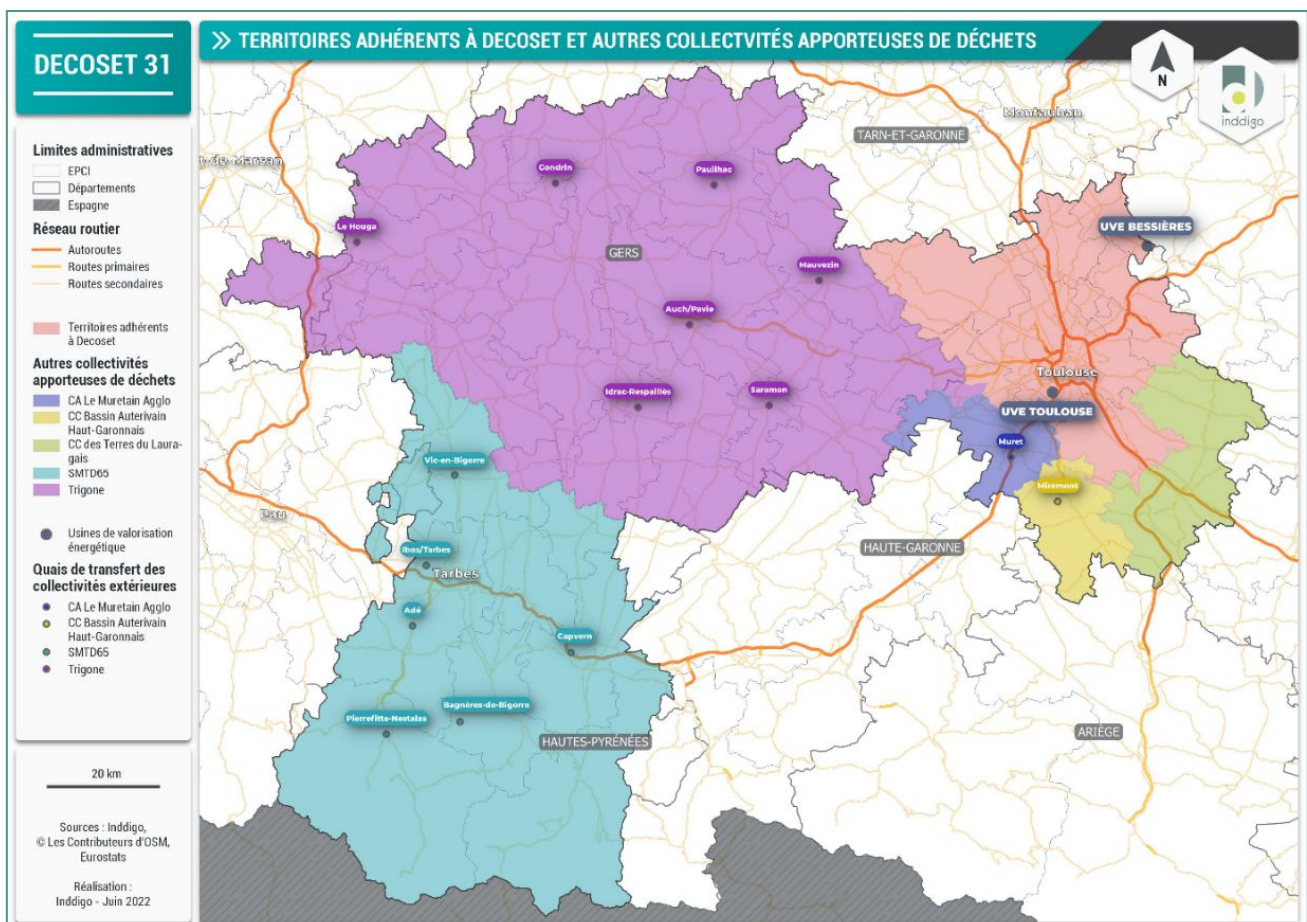 DECOSET 31
TERRITOIRES ADHÉRENTS À DECOSET ET AUTRES COLLECTVITÉS APPORTEUSES DE DÉCHETS
N
inddigo
Limites administratives
EPCI
Départements
Espagne
Réseau routier
Autoroutes
Routes primaires
Routes secondaires
Territoires adhérents
à Decoset
Autres collectivités
apporteuses de déchets
CA Le Muretain Agglo
CC Bassin Auterivain
Haut-Garonnais
CC des Terres du Laura-
gais
SMTD65
Trigone
Usines de valorisation
énergétique
Quais de transfert des
collectivités extérieures
CA Le Muretain Agglo
CC Bassin Auterivain
Haut-Garonnais
SMTD65
Trigone
20 km
Sources : Inddigo,
© Les Contributeurs d'OSM,
Eurostats
Réalisation :
Inddigo - Juin 2022
Montauban
TARN-ET-GARONNE
de-Marsan
Gondrin
Pauilhac
Le Houga
GERS
UVE BESSIÈRES
Mauvezin
Auch/Pavie
Toulouse
Idrac-Respaillès
Saramon
UVE TOULOUSE
Muret
Vic-en-Bigorre
Miremont
Pau
HAUTE-GARONNE
Ibos/Tarbes
Tarbes
Adé
Capvern
Bagnères-de-Bigorre
Pierrefitte-Nestalas
HAUTES-PYRÉNÉES
ARIÈGE